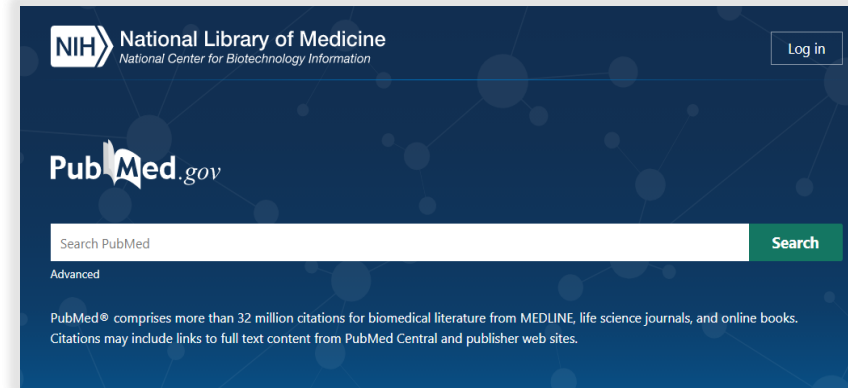 NIH National Library of Medicine
National Center for Biotechnology Information
Log in
PubMed.gov
Search PubMed
Search
Advanced
PubMed® comprises more than 32 million citations for biomedical literature from MEDLINE, life science journals, and online books.
Citations may include links to full text content from PubMed Central and publisher web sites.